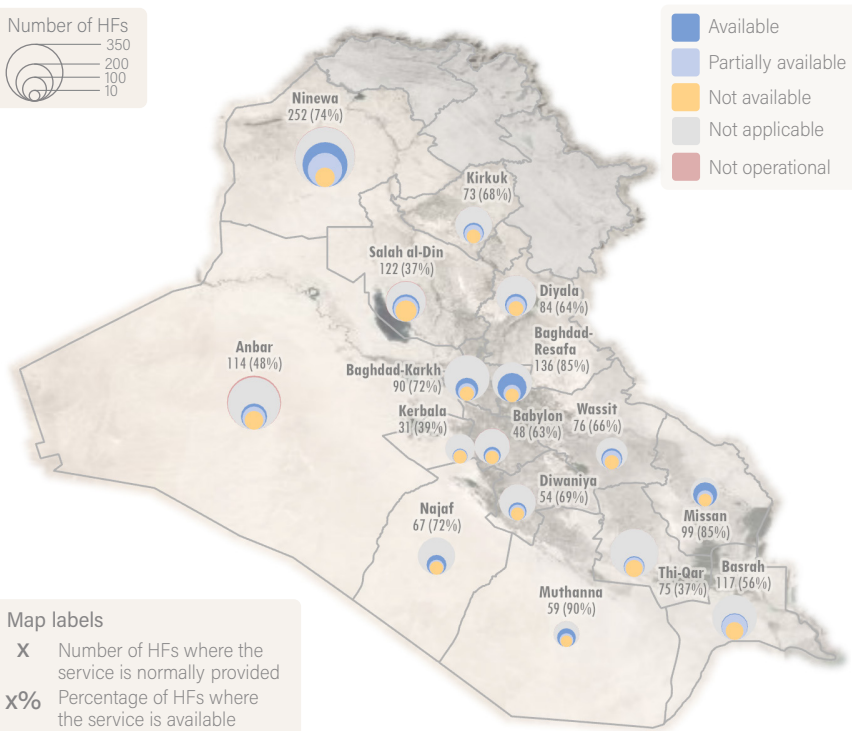 Number of HFs
350
200
100
10
Available
Partially available
Not available
Not applicable
Not operational
Ninewa
252 (74%)
Kirkuk
73 (68%)
Salah al-Din
122 (37%)
Diyala
84 (64%)
Anbar
114 (48%)
Baghdad-
Resafa
136 (85%)
Baghdad-Karkh
90 (72%)
Kerbala
31 (39%)
Babylon
48 (63%)
Wassit
76 (66%)
Diwaniya
54 (69%)
Najaf
67 (72%)
Missan
99 (85%)
Thi-Qar
75 (37%)
Basrah
117 (56%)
Muthanna
59 (90%)
Map labels
X Number of HFs where the
service is normally provided
x% Percentage of HFs where
the service is available